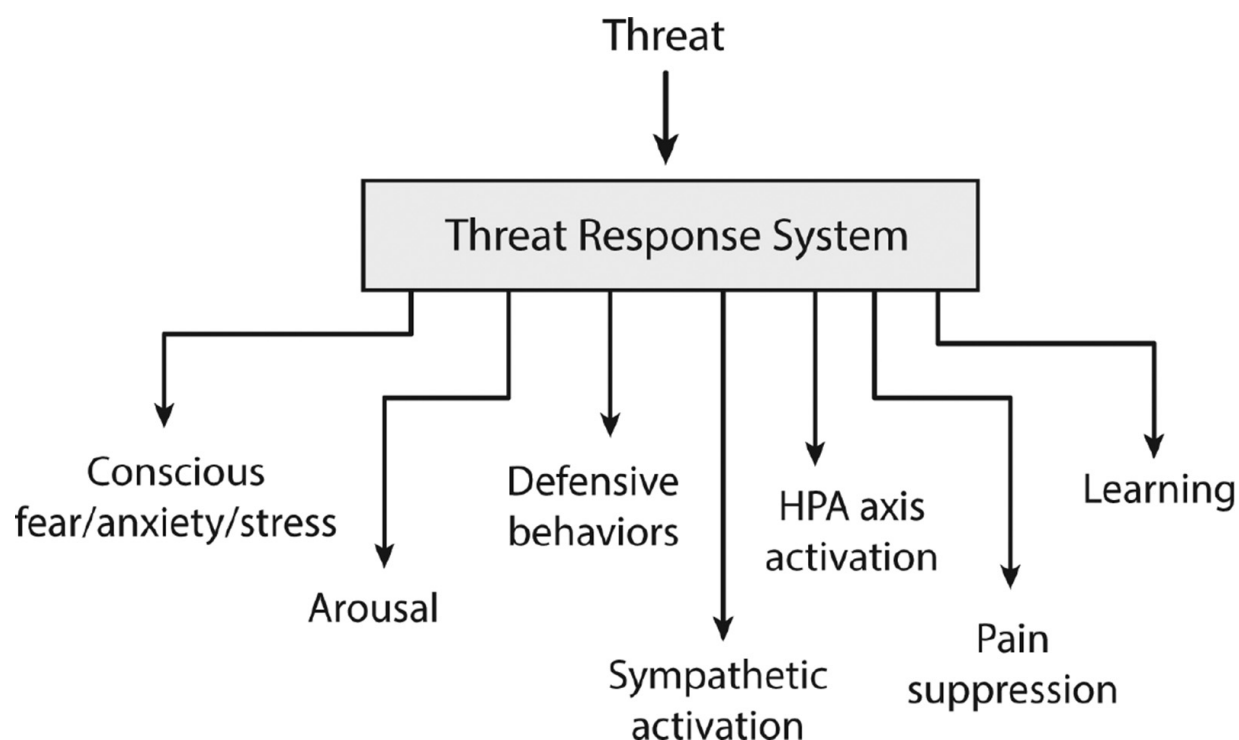 Threat
Threat Response System
Conscious
fear/anxiety/stress
Arousal
Defensive
behaviors
Sympathetic
activation
HPA axis
activation
Pain
suppression
Learning